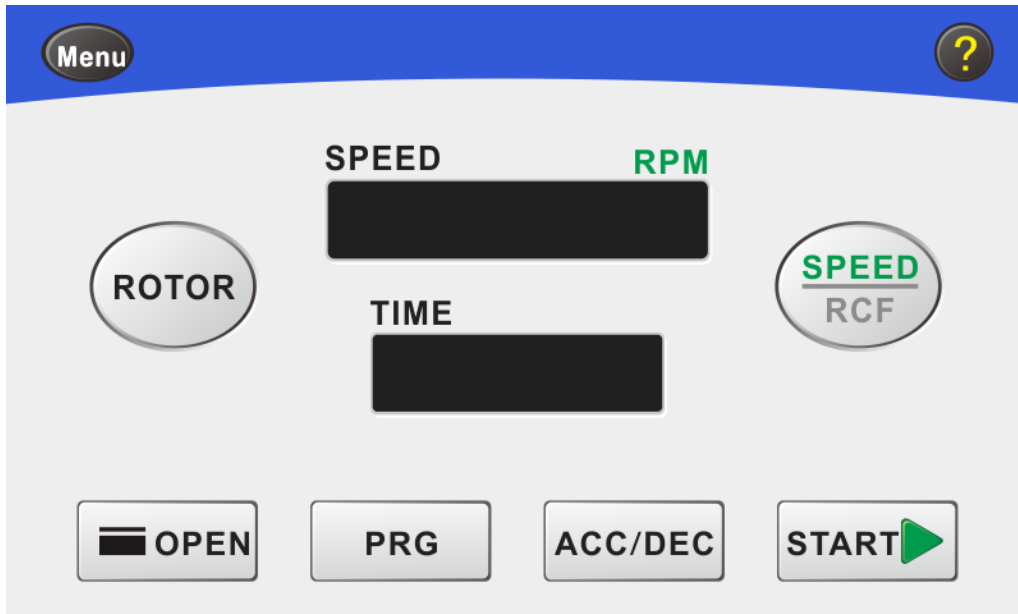 Menu
?
SPEED RPM
ROTOR
SPEED
RCF
TIME
OPEN
PRG
ACC/DEC
START